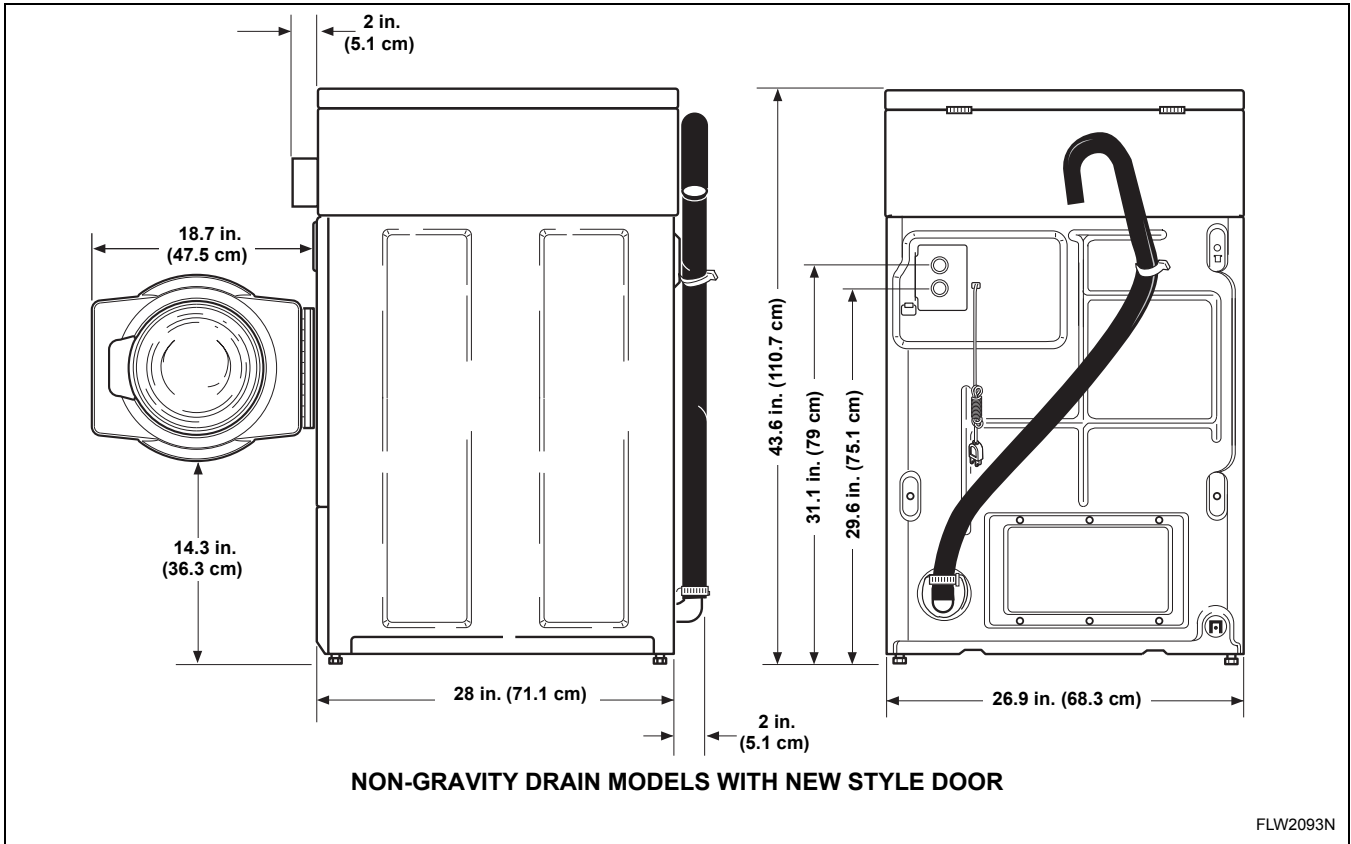 2 in.
(5.1 cm)
18.7 in.
(47.5 cm)
14.3 in.
(36.3 cm)
28 in. (71.1 cm)
2 in.
(5.1 cm)
43.6 in. (110.7 cm)
31.1 in. (79 cm)
29.6 in. (75.1 cm)
26.9 in. (68.3 cm)
NON-GRAVITY DRAIN MODELS WITH NEW STYLE DOOR
FLW2093N